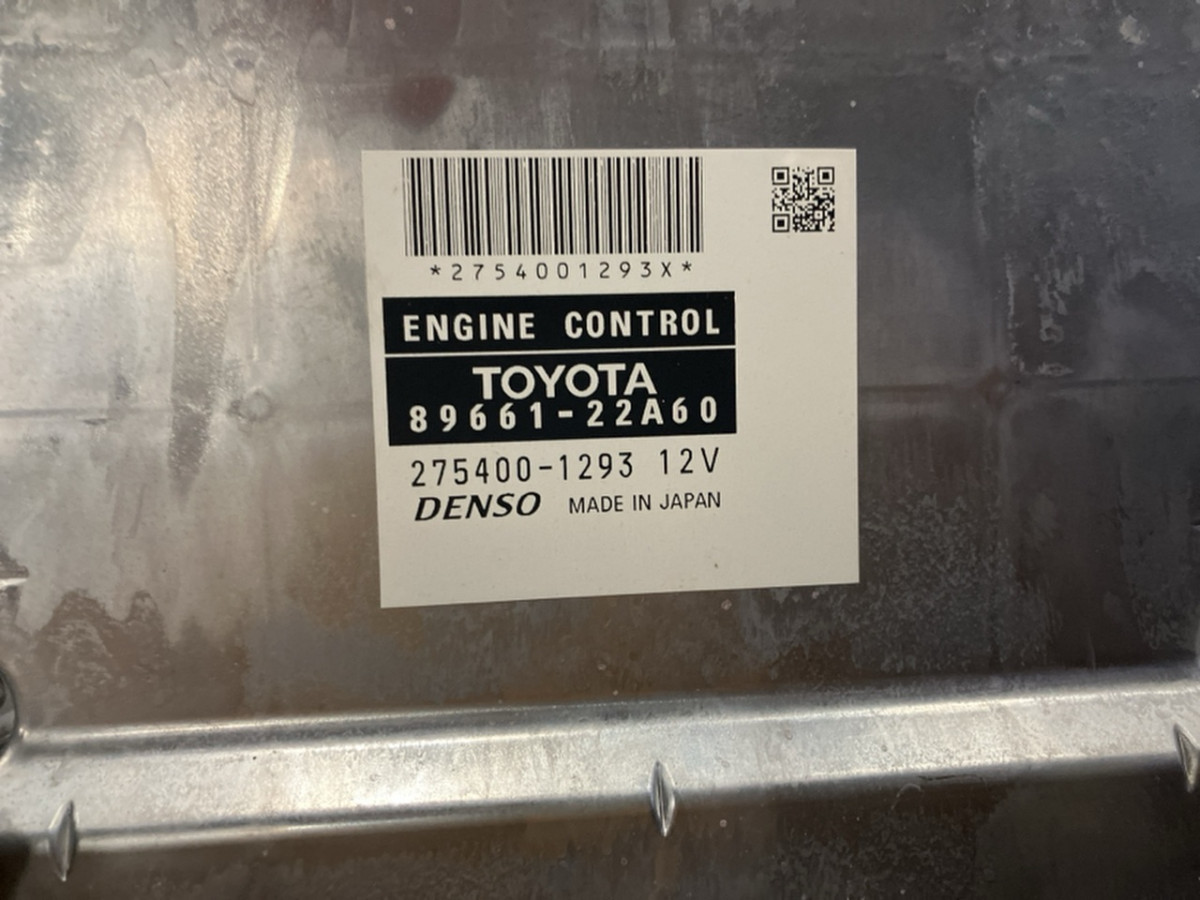 *2754001293X*
ENGINE CONTROL
TOYOTA
89661-22A60
275400-1293 12V
DENSO MADE IN JAPAN